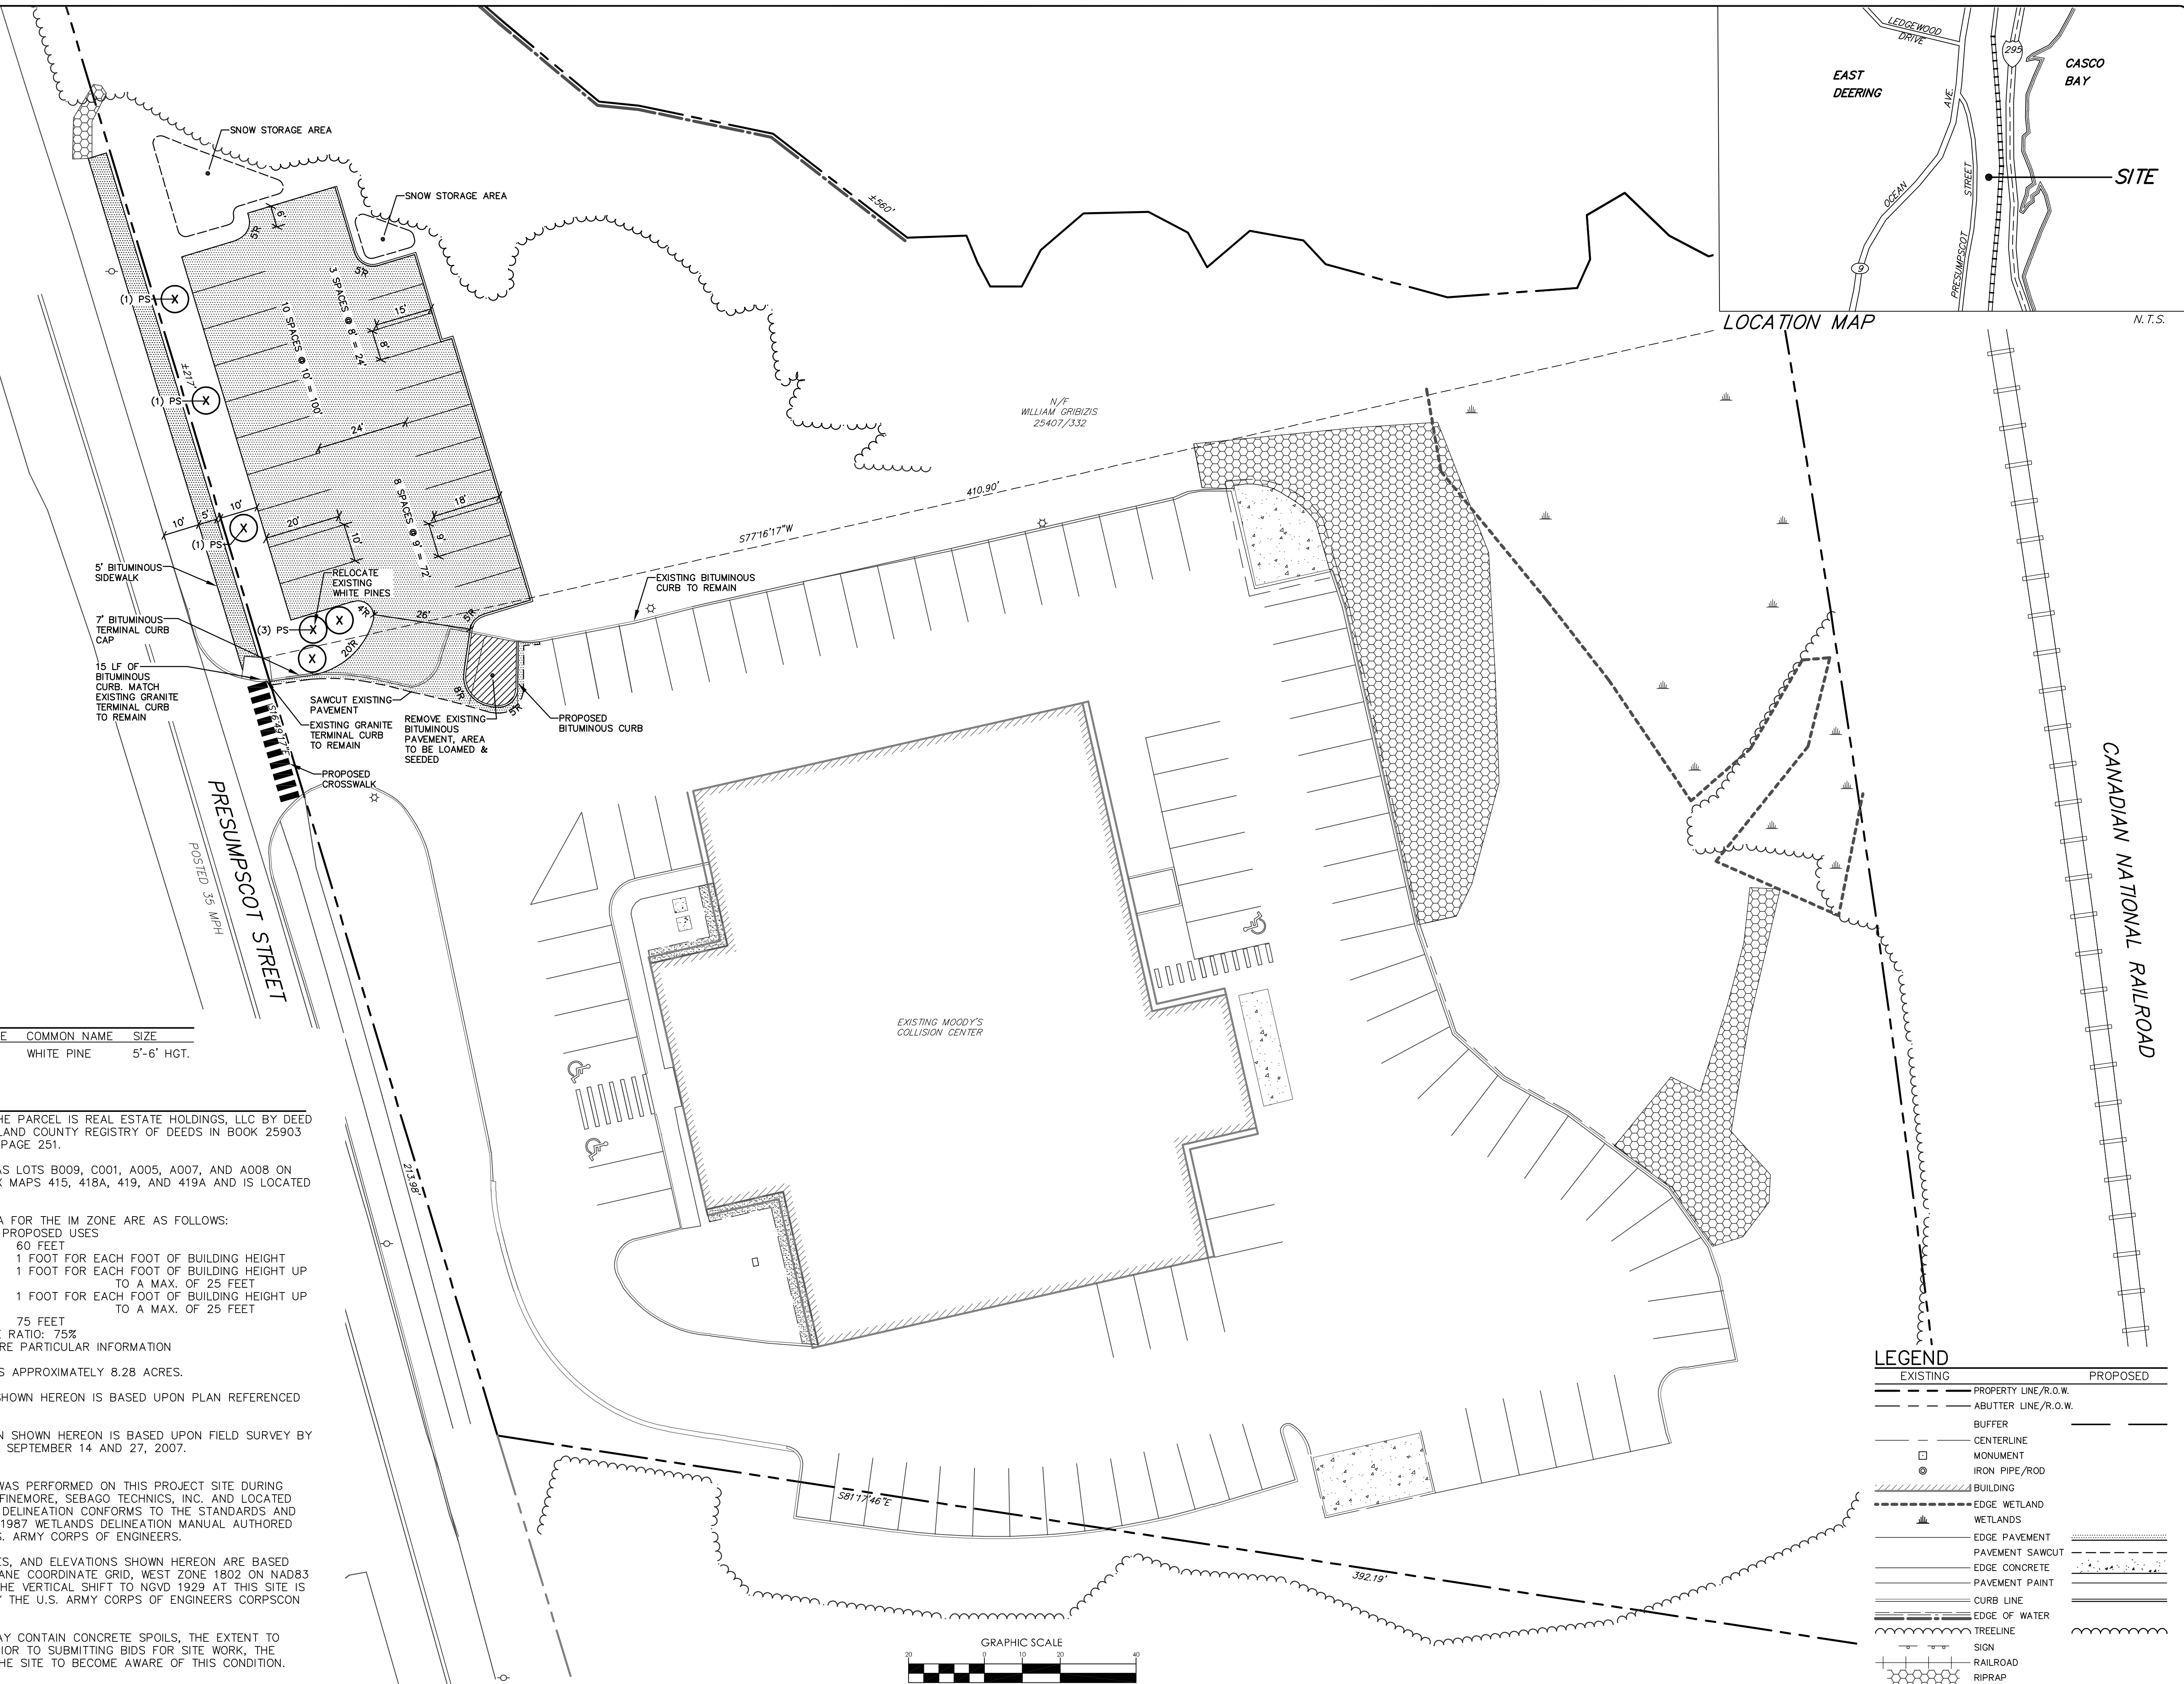 LEDGEWOOD
DRIVE
295
EAST
DEERING
CASCO
BAY
AVE.
OCEAN
STREET
PRESUMPSCOT
9
SITE
LOCATION MAP
N.T.S.
SNOW STORAGE AREA
SNOW STORAGE AREA
±560'
6'
5'R
5'R
3 SPACES @ 8' = 24'
15'
8'
10 SPACES @ 10' = 100'
(1) PS
±217'
(1) PS
24'
8 SPACES @ 9' = 72'
18'
9'
10'
5'
10'
20'
10'
(1) PS
5' BITUMINOUS
SIDEWALK
RELOCATE
EXISTING
WHITE PINES
7' BITUMINOUS
TERMINAL CURB
CAP
(3) PS
4'R
26'
5'R
20'R
8'R
5'R
15 LF OF
BITUMINOUS
CURB. MATCH
EXISTING GRANITE
TERMINAL CURB
TO REMAIN
SAWCUT EXISTING
PAVEMENT
EXISTING GRANITE
TERMINAL CURB
TO REMAIN
REMOVE EXISTING
BITUMINOUS
PAVEMENT, AREA
TO BE LOAMED &
SEEDED
PROPOSED
BITUMINOUS CURB
EXISTING BITUMINOUS
CURB TO REMAIN
S16°49'17"E
PROPOSED
CROSSWALK
N/F
WILLIAM GRIBIZIS
25407/332
S77°16'17"W
410.90'
PRESUMPSCOT STREET
POSTED 35 MPH
CANADIAN NATIONAL RAILROAD
EXISTING MOODY'S
COLLISION CENTER
213.98'
S81°17'46"E
392.19'
E COMMON NAME SIZE
WHITE PINE 5'-6' HGT.
HE PARCEL IS REAL ESTATE HOLDINGS, LLC BY DEED
LAND COUNTY REGISTRY OF DEEDS IN BOOK 25903
PAGE 251.
AS LOTS B009, C001, A005, A007, AND A008 ON
X MAPS 415, 418A, 419, AND 419A AND IS LOCATED
A FOR THE IM ZONE ARE AS FOLLOWS:
PROPOSED USES
60 FEET
1 FOOT FOR EACH FOOT OF BUILDING HEIGHT
1 FOOT FOR EACH FOOT OF BUILDING HEIGHT UP
TO A MAX. OF 25 FEET
1 FOOT FOR EACH FOOT OF BUILDING HEIGHT UP
TO A MAX. OF 25 FEET
75 FEET
E RATIO: 75%
RE PARTICULAR INFORMATION
S APPROXIMATELY 8.28 ACRES.
SHOWN HEREON IS BASED UPON PLAN REFERENCED
N SHOWN HEREON IS BASED UPON FIELD SURVEY BY
SEPTEMBER 14 AND 27, 2007.
WAS PERFORMED ON THIS PROJECT SITE DURING
FINEMORE, SEBAGO TECHNICS, INC. AND LOCATED
DELINEATION CONFORMS TO THE STANDARDS AND
1987 WETLANDS DELINEATION MANUAL AUTHORED
S. ARMY CORPS OF ENGINEERS.
ES, AND ELEVATIONS SHOWN HEREON ARE BASED
ANE COORDINATE GRID, WEST ZONE 1802 ON NAD83
HE VERTICAL SHIFT TO NGVD 1929 AT THIS SITE IS
Y THE U.S. ARMY CORPS OF ENGINEERS CORPSCON
AY CONTAIN CONCRETE SPOILS, THE EXTENT TO
IOR TO SUBMITTING BIDS FOR SITE WORK, THE
HE SITE TO BECOME AWARE OF THIS CONDITION.
GRAPHIC SCALE
20 0 10 20 40
LEGEND
EXISTING PROPOSED
PROPERTY LINE/R.O.W.
ABUTTER LINE/R.O.W.
BUFFER
CENTERLINE
MONUMENT
IRON PIPE/ROD
BUILDING
EDGE WETLAND
WETLANDS
EDGE PAVEMENT
PAVEMENT SAWCUT
EDGE CONCRETE
PAVEMENT PAINT
CURB LINE
EDGE OF WATER
TREELINE
SIGN
RAILROAD
RIPRAP